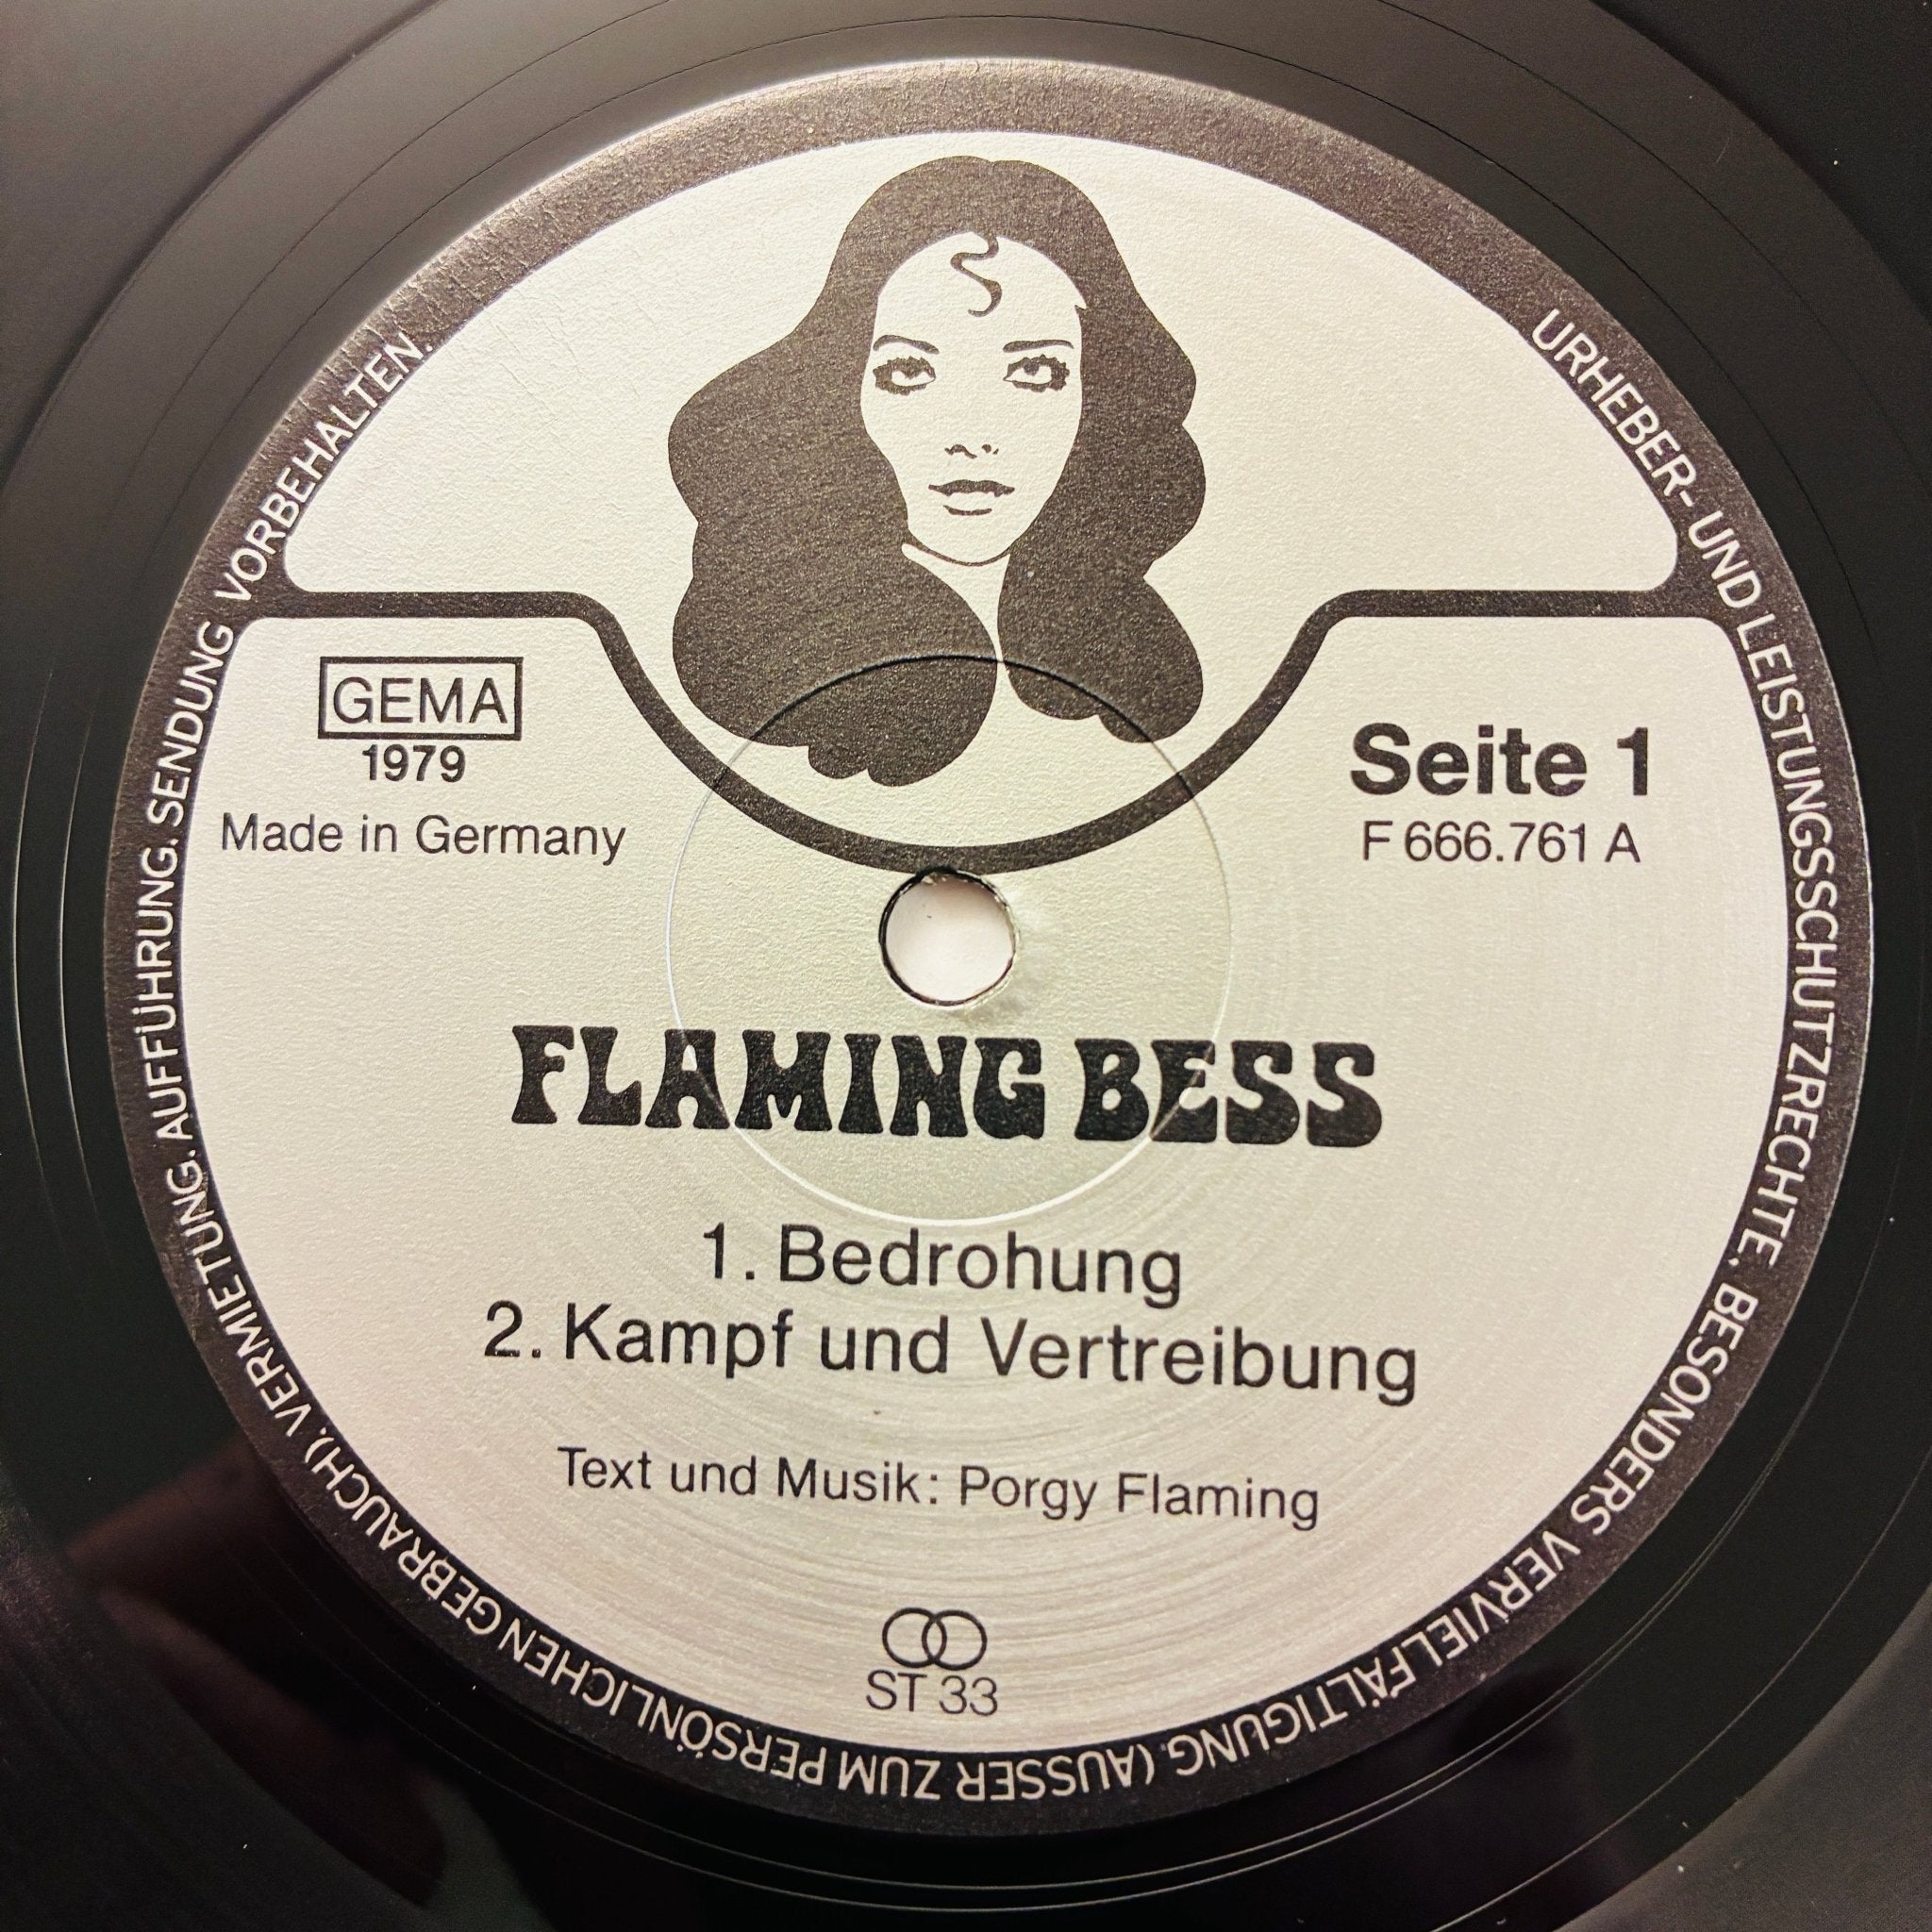 GEMA
1979
Made in Germany
Seite 1
F 666.761 A
FLAMING BESS
1. Bedrohung
2. Kampf und Vertreibung
Text und Musik: Porgy Flaming
ST 33
URHEBER- UND LEISTUNGSSCHUTZRECHTE. BESONDERS VERVIELFÄLTIGUNG (AUSSER ZUM PERSÖNLICHEN GEBRAUCH). VERMIETUNG. AUFFÜHRUNG. SENDUNG VORBEHALTEN.